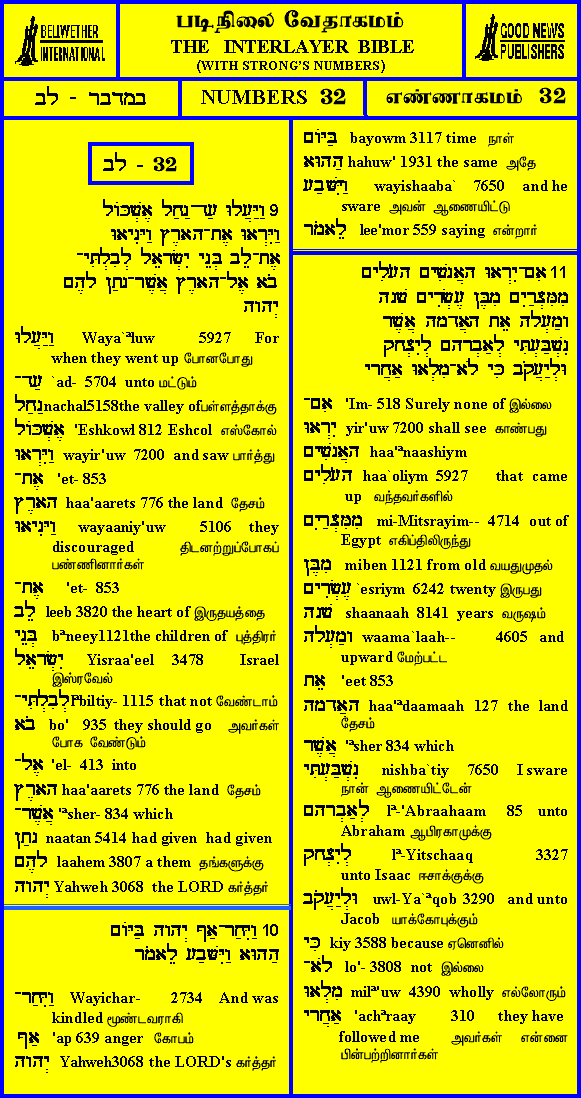 BELLWETHER
INTERNATIONAL
படிநிலை வேதாகமம்
THE INTERLAYER BIBLE
(WITH STRONG'S NUMBERS)
GOOD NEWS
PUBLISHERS
במדבר - לב
NUMBERS 32
எண்ணாகமம் 32
לב - 32
9 וַיַּעֲלוּ עַד־נַחַל אֶשְׁכּוֹל
וַיִּרְאוּ אֶת־הָאָרֶץ וַיָּנִיאוּ
אֶת־לֵב בְּנֵי יִשְׂרָאֵל לְבִלְתִּי־
בֹא אֶל־הָאָרֶץ אֲשֶׁר־נָתַן לָהֶם
יְהוָה
וַיַּעֲלוּ Waya`ªluw 5927 For
when they went up போனபோது
עַד־ `ad- 5704 unto மட்டும்
נַחַל nachal5158the valley ofபள்ளத்தாக்கு
אֶשְׁכּוֹל 'Eshkowl 812 Eshcol எஸ்கோல்
וַיִּרְאוּ wayir'uw 7200 and saw பார்த்து
אֶת־ 'et- 853
הָאָרֶץ haa'aarets 776 the land தேசம்
וַיָּנִיאוּ wayaaniy'uw 5106 they
discouraged திடனற்றுப்போகப்
பண்ணினார்கள்
אֶת־ 'et- 853
לֵב leeb 3820 the heart of இருதயத்தை
בְּנֵי bªneey1121the children of புத்திரர்
יִשְׂרָאֵל Yisraa'eel 3478 Israel
இஸ்ரவேல்
לְבִלְתִּי־ lªbiltiy- 1115 that not வேண்டாம்
בֹא bo' 935 they should go அவர்கள்
போக வேண்டும்
אֶל־ 'el- 413 into
הָאָרֶץ haa'aarets 776 the land தேசம்
אֲשֶׁר־ 'ªsher- 834 which
נָתַן naatan 5414 had given had given
לָהֶם laahem 3807 a them தங்களுக்கு
יְהוָה Yahweh 3068 the LORD கர்த்தர்
10 וַיִּחַר־אַף יְהוָה בַּיּוֹם
הַהוּא וַיִּשָּׁבַע לֵאמֹר
וַיִּחַר־ Wayichar- 2734 And was
kindled மூண்டவராகி
אַף 'ap 639 anger கோபம்
יְהוָה Yahweh3068 the LORD's கர்த்தர்
בַּיּוֹם bayowm 3117 time நாள்
הַהוּא hahuw' 1931 the same அதே
וַיִּשָּׁבַע wayishaaba` 7650 and he
sware அவன் ஆணையிட்டு
לֵאמֹר lee'mor 559 saying என்றார்
11 אִם־יִרְאוּ הָאֲנָשִׁים הָעֹלִים
מִמִּצְרַיִם מִבֶּן עֶשְׂרִים שָׁנָה
וָמַעְלָה אֵת הָאֲדָמָה אֲשֶׁר
נִשְׁבַּעְתִּי לְאַבְרָהָם לְיִצְחָק
וּלְיַעֲקֹב כִּי לֹא־מִלְאוּ אַחֲרָי
אִם־ 'Im- 518 Surely none of இல்லை
יִרְאוּ yir'uw 7200 shall see காண்பது
הָאֲנָשִׁים haa'ªnaashiym
הָעֹלִים haa`oliym 5927 that came
up வந்தவர்களில்
מִמִּצְרַיִם mi-Mitsrayim-- 4714 out of
Egypt எகிப்திலிருந்து
מִבֶּן miben 1121 from old வயதுமுதல்
עֶשְׂרִים `esriym 6242 twenty இருபது
שָׁנָה shaanaah 8141 years வருஷம்
וָמַעְלָה waama`laah-- 4605 and
upward மேற்பட்ட
אֵת 'eet 853
הָאֲדָמָה haa'ªdaamaah 127 the land
தேசம்
אֲשֶׁר 'ªsher 834 which
נִשְׁבַּעְתִּי nishba`tiy 7650 I sware
நான் ஆணையிட்டேன்
לְאַבְרָהָם lª-'Abraahaam 85 unto
Abraham ஆபிரகாமுக்கு
לְיִצְחָק lª-Yitschaaq 3327
unto Isaac ஈசாக்குக்கு
וּלְיַעֲקֹב uwl-Ya`ªqob 3290 and unto
Jacob யாக்கோபுக்கும்
כִּי kiy 3588 because ஏனெனில்
לֹא־ lo'- 3808 not இல்லை
מִלְאוּ milª'uw 4390 wholly எல்லோரும்
אַחֲרָי 'achªraay 310 they have
followed me அவர்கள் என்னை
பின்பற்றினார்கள்